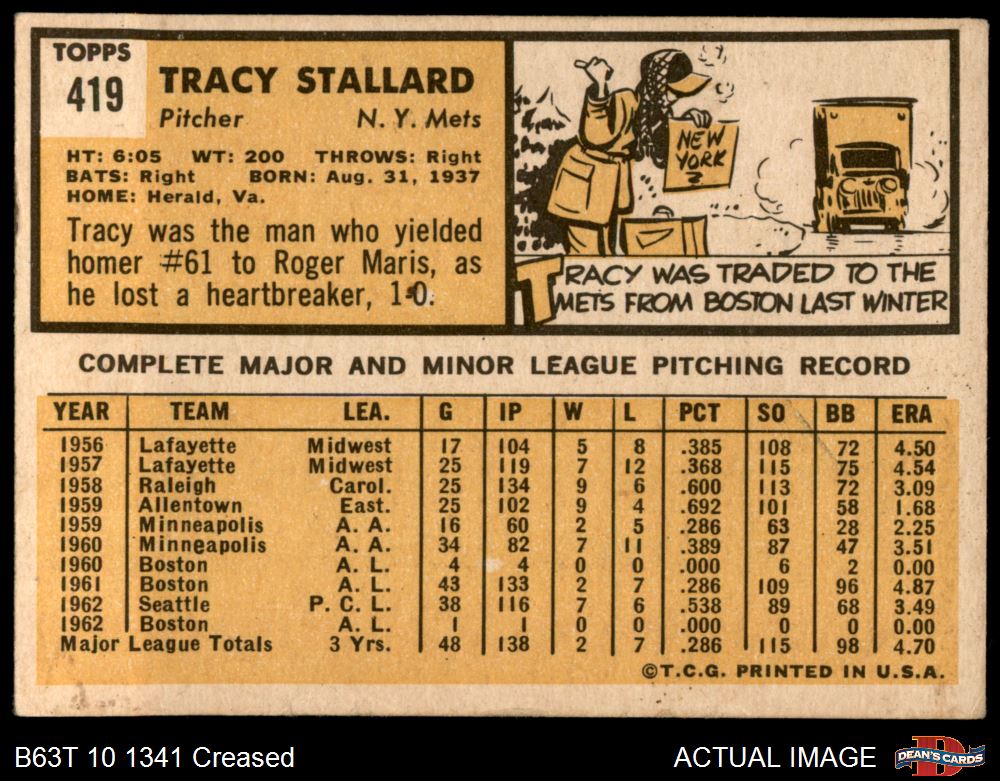 TOPPS
419
TRACY STALLARD
Pitcher N. Y. Mets
HT: 6:05 WT: 200 THROWS: Right
BATS: Right BORN: Aug. 31, 1937
HOME: Herald, Va.
Tracy was the man who yielded
homer #61 to Roger Maris, as
he lost a heartbreaker, 1-0.
NEW
YORK
?
TRACY WAS TRADED TO THE
METS FROM BOSTON LAST WINTER
COMPLETE MAJOR AND MINOR LEAGUE PITCHING RECORD
YEAR TEAM LEA. G IP W L PCT SO BB ERA
1956 Lafayette Midwest 17 104 5 8 .385 108 72 4.50
1957 Lafayette Midwest 25 119 7 12 .368 115 75 4.54
1958 Raleigh Carol. 25 134 9 6 .600 113 72 3.09
1959 Allentown East. 25 102 9 4 .692 101 58 1.68
1959 Minneapolis A. A. 16 60 2 5 .286 63 28 2.25
1960 Minneapolis A. A. 34 82 7 11 .389 87 47 3.51
1960 Boston A. L. 4 4 0 0 .000 6 2 0.00
1961 Boston A. L. 43 133 2 7 .286 109 96 4.87
1962 Seattle P. C. L. 38 116 7 6 .538 89 68 3.49
1962 Boston A. L. 1 1 0 0 .000 0 0 0.00
Major League Totals 3 Yrs. 48 138 2 7 .286 115 98 4.70
©T.C.G. PRINTED IN U.S.A.
B63T 10 1341 Creased ACTUAL IMAGE
D
DEAN'S CARDS